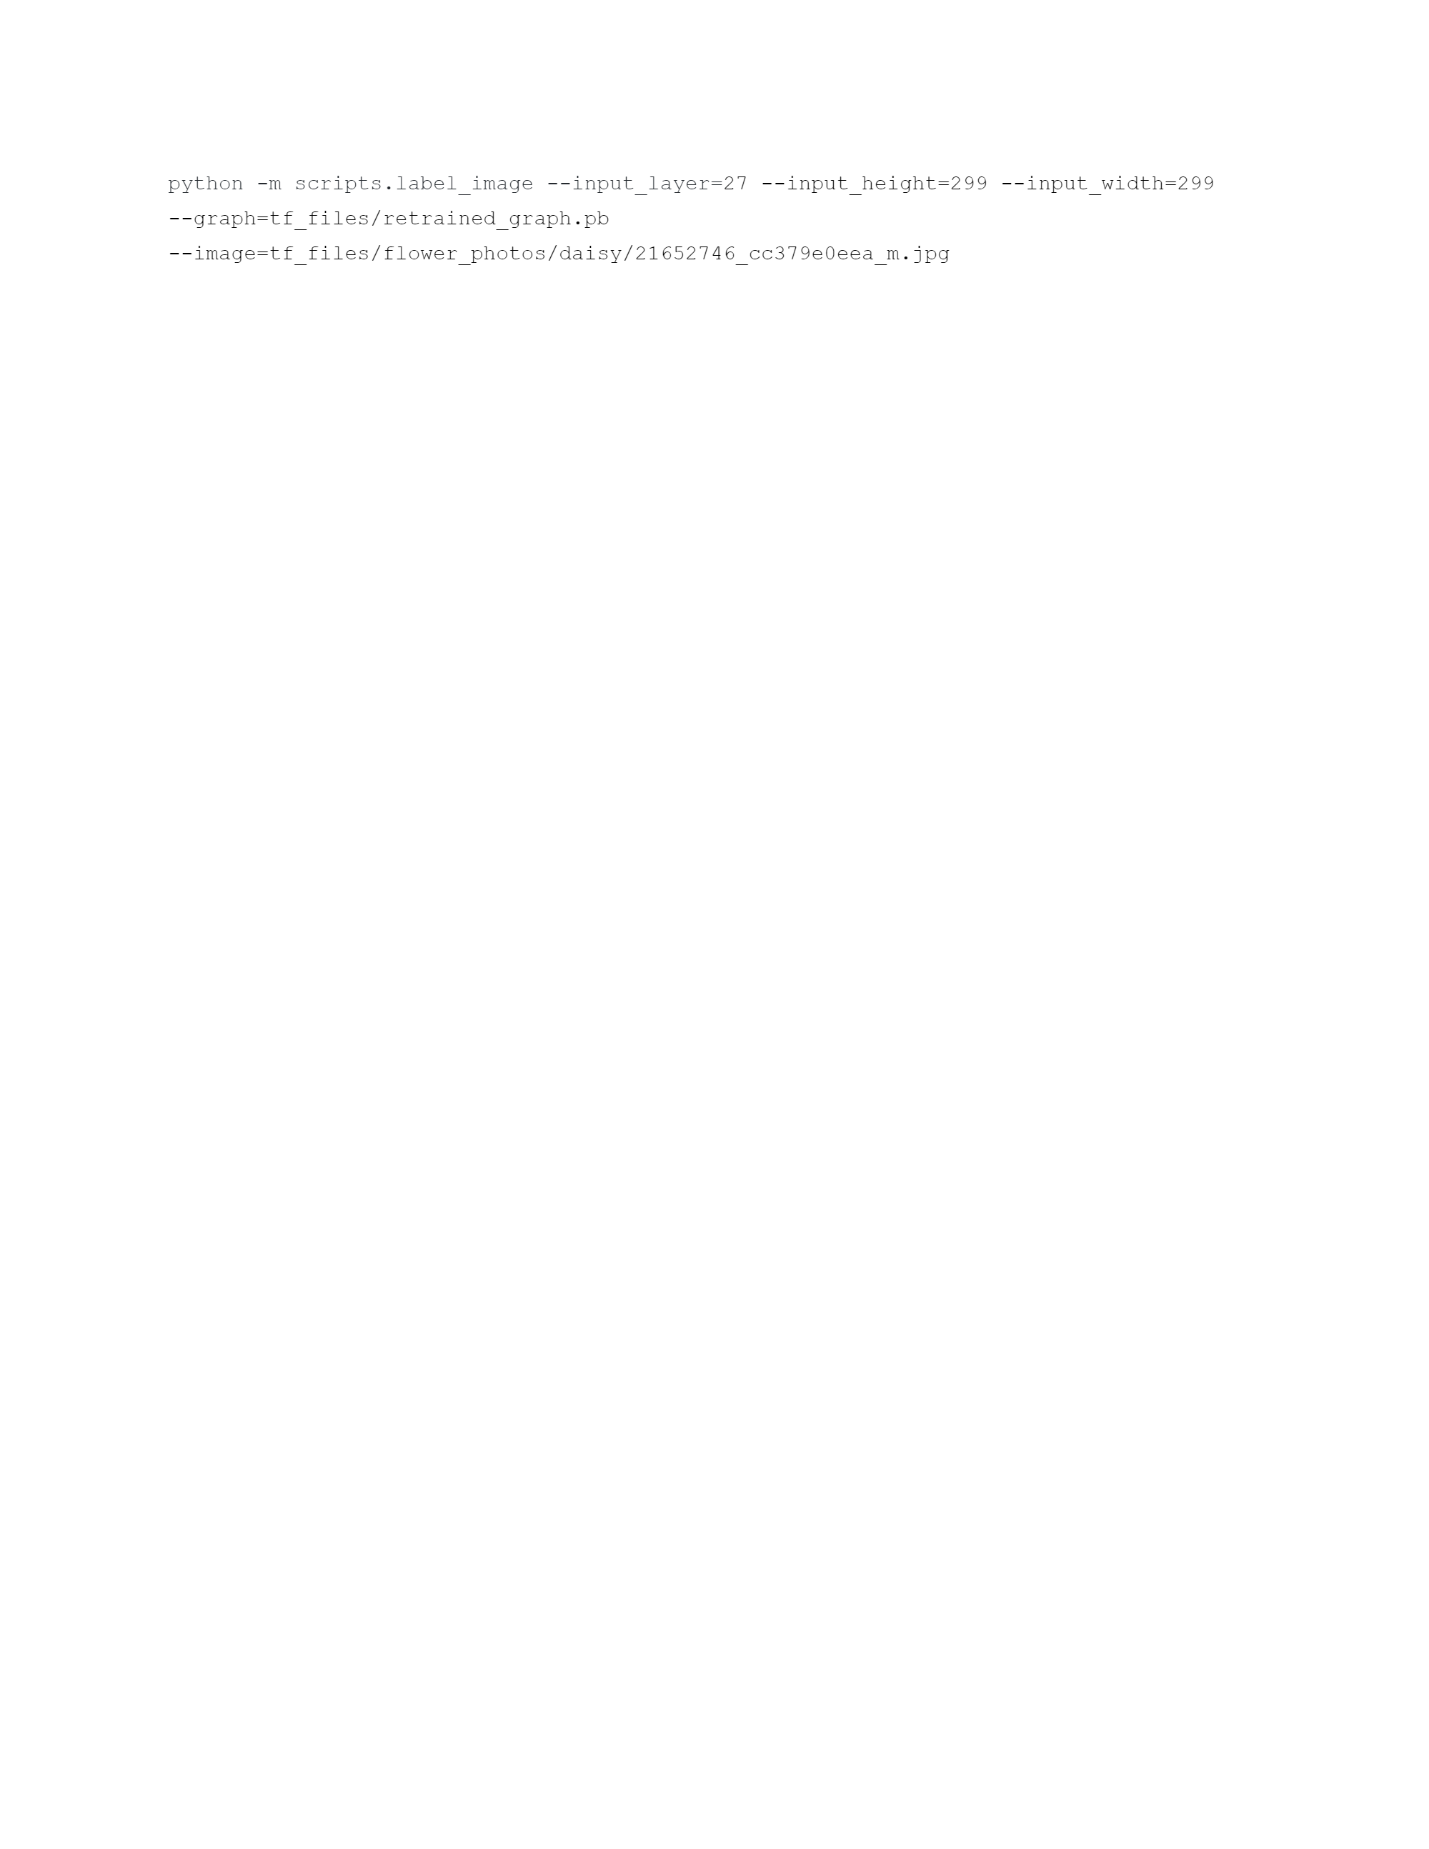 python -m scripts.label_image --input_layer=27 --input_height=299 --input_width=299
--graph=tf_files/retrained_graph.pb
--image=tf_files/flower_photos/daisy/21652746_cc379e0eea_m.jpg